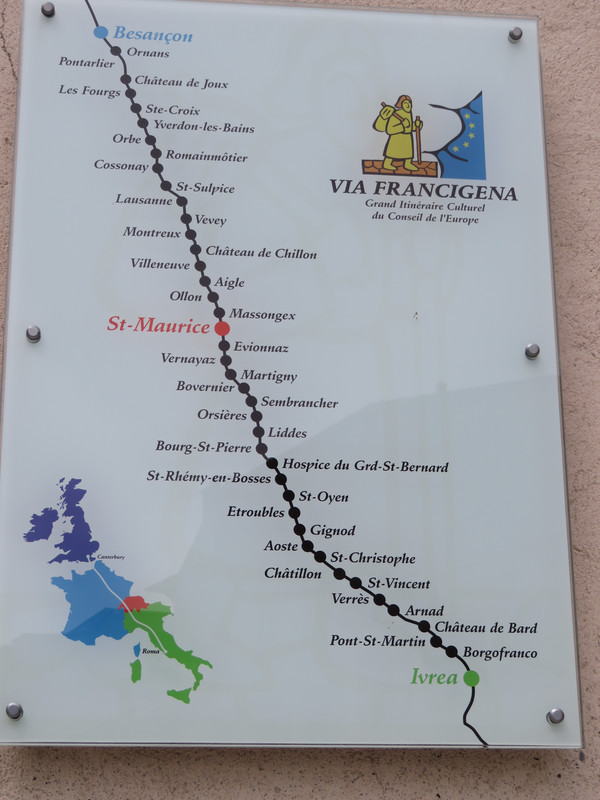 Besançon
Ornans
Pontarlier
Château de Joux
Les Fourgs
Ste-Croix
Yverdon-les-Bains
Orbe
Romainmôtier
Cossonay
St-Sulpice
Lausanne
Vevey
Montreux
Château de Chillon
Villeneuve
Aigle
Ollon
Massongex
St-Maurice
Evionnaz
Vernayaz
Martigny
Bovernier
Sembrancher
Orsières
Liddes
Bourg-St-Pierre
Hospice du Grd-St-Bernard
St-Rhémy-en-Bosses
St-Oyen
Etroubles
Gignod
Aoste
St-Christophe
Châtillon
St-Vincent
Verrès
Arnad
Château de Bard
Pont-St-Martin
Borgofranco
Ivrea
VIA FRANCIGENA
Grand Itinéraire Culturel
du Conseil de l'Europe
Canterbury
Roma